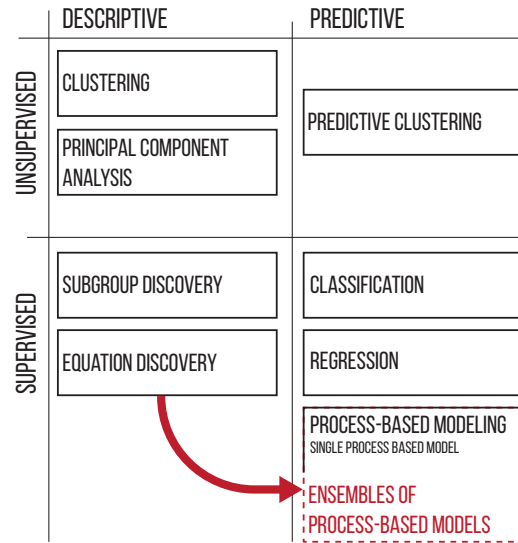 DESCRIPTIVE
PREDICTIVE
UNSUPERVISED
CLUSTERING
PRINCIPAL COMPONENT
ANALYSIS
PREDICTIVE CLUSTERING
SUPERVISED
SUBGROUP DISCOVERY
CLASSIFICATION
EQUATION DISCOVERY
REGRESSION
PROCESS-BASED MODELING
SINGLE PROCESS BASED MODEL
ENSEMBLES OF
PROCESS-BASED MODELS